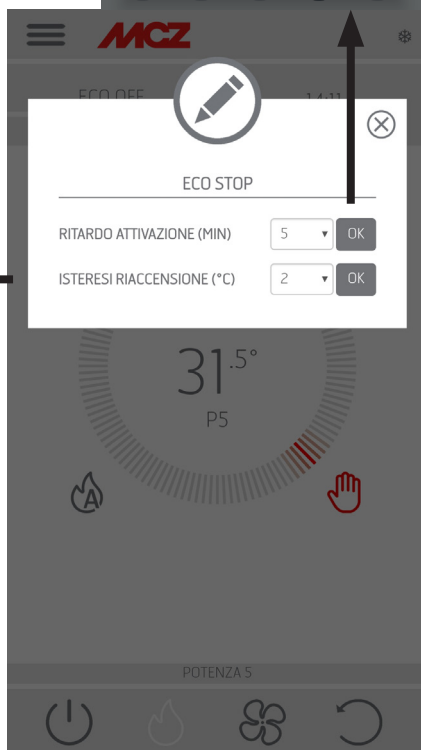 MCZ
ECO OFF 14:11
ECO STOP
RITARDO ATTIVAZIONE (MIN) 5 OK
ISTERESI RIACCENSIONE (°C) 2 OK
31.5°
P5
A
POTENZA 5